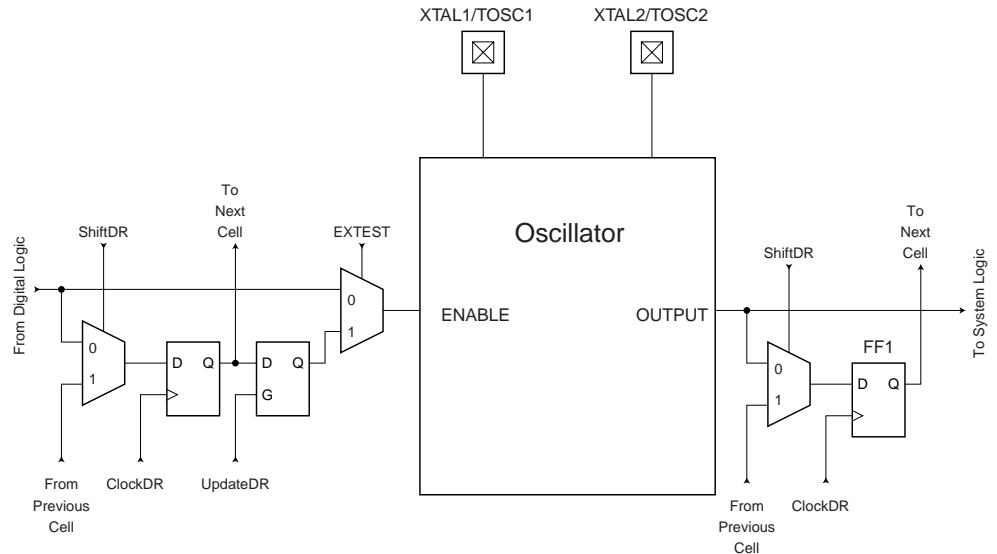 XTAL1/TOSC1
XTAL2/TOSC2
To
Next
Cell
ShiftDR
EXTEST
From Digital Logic
0
1
D
Q
D
Q
G
0
1
From
Previous
Cell
ClockDR
UpdateDR
Oscillator
ENABLE
OUTPUT
To
Next
Cell
ShiftDR
To System Logic
0
1
FF1
D
Q
From
Previous
Cell
ClockDR